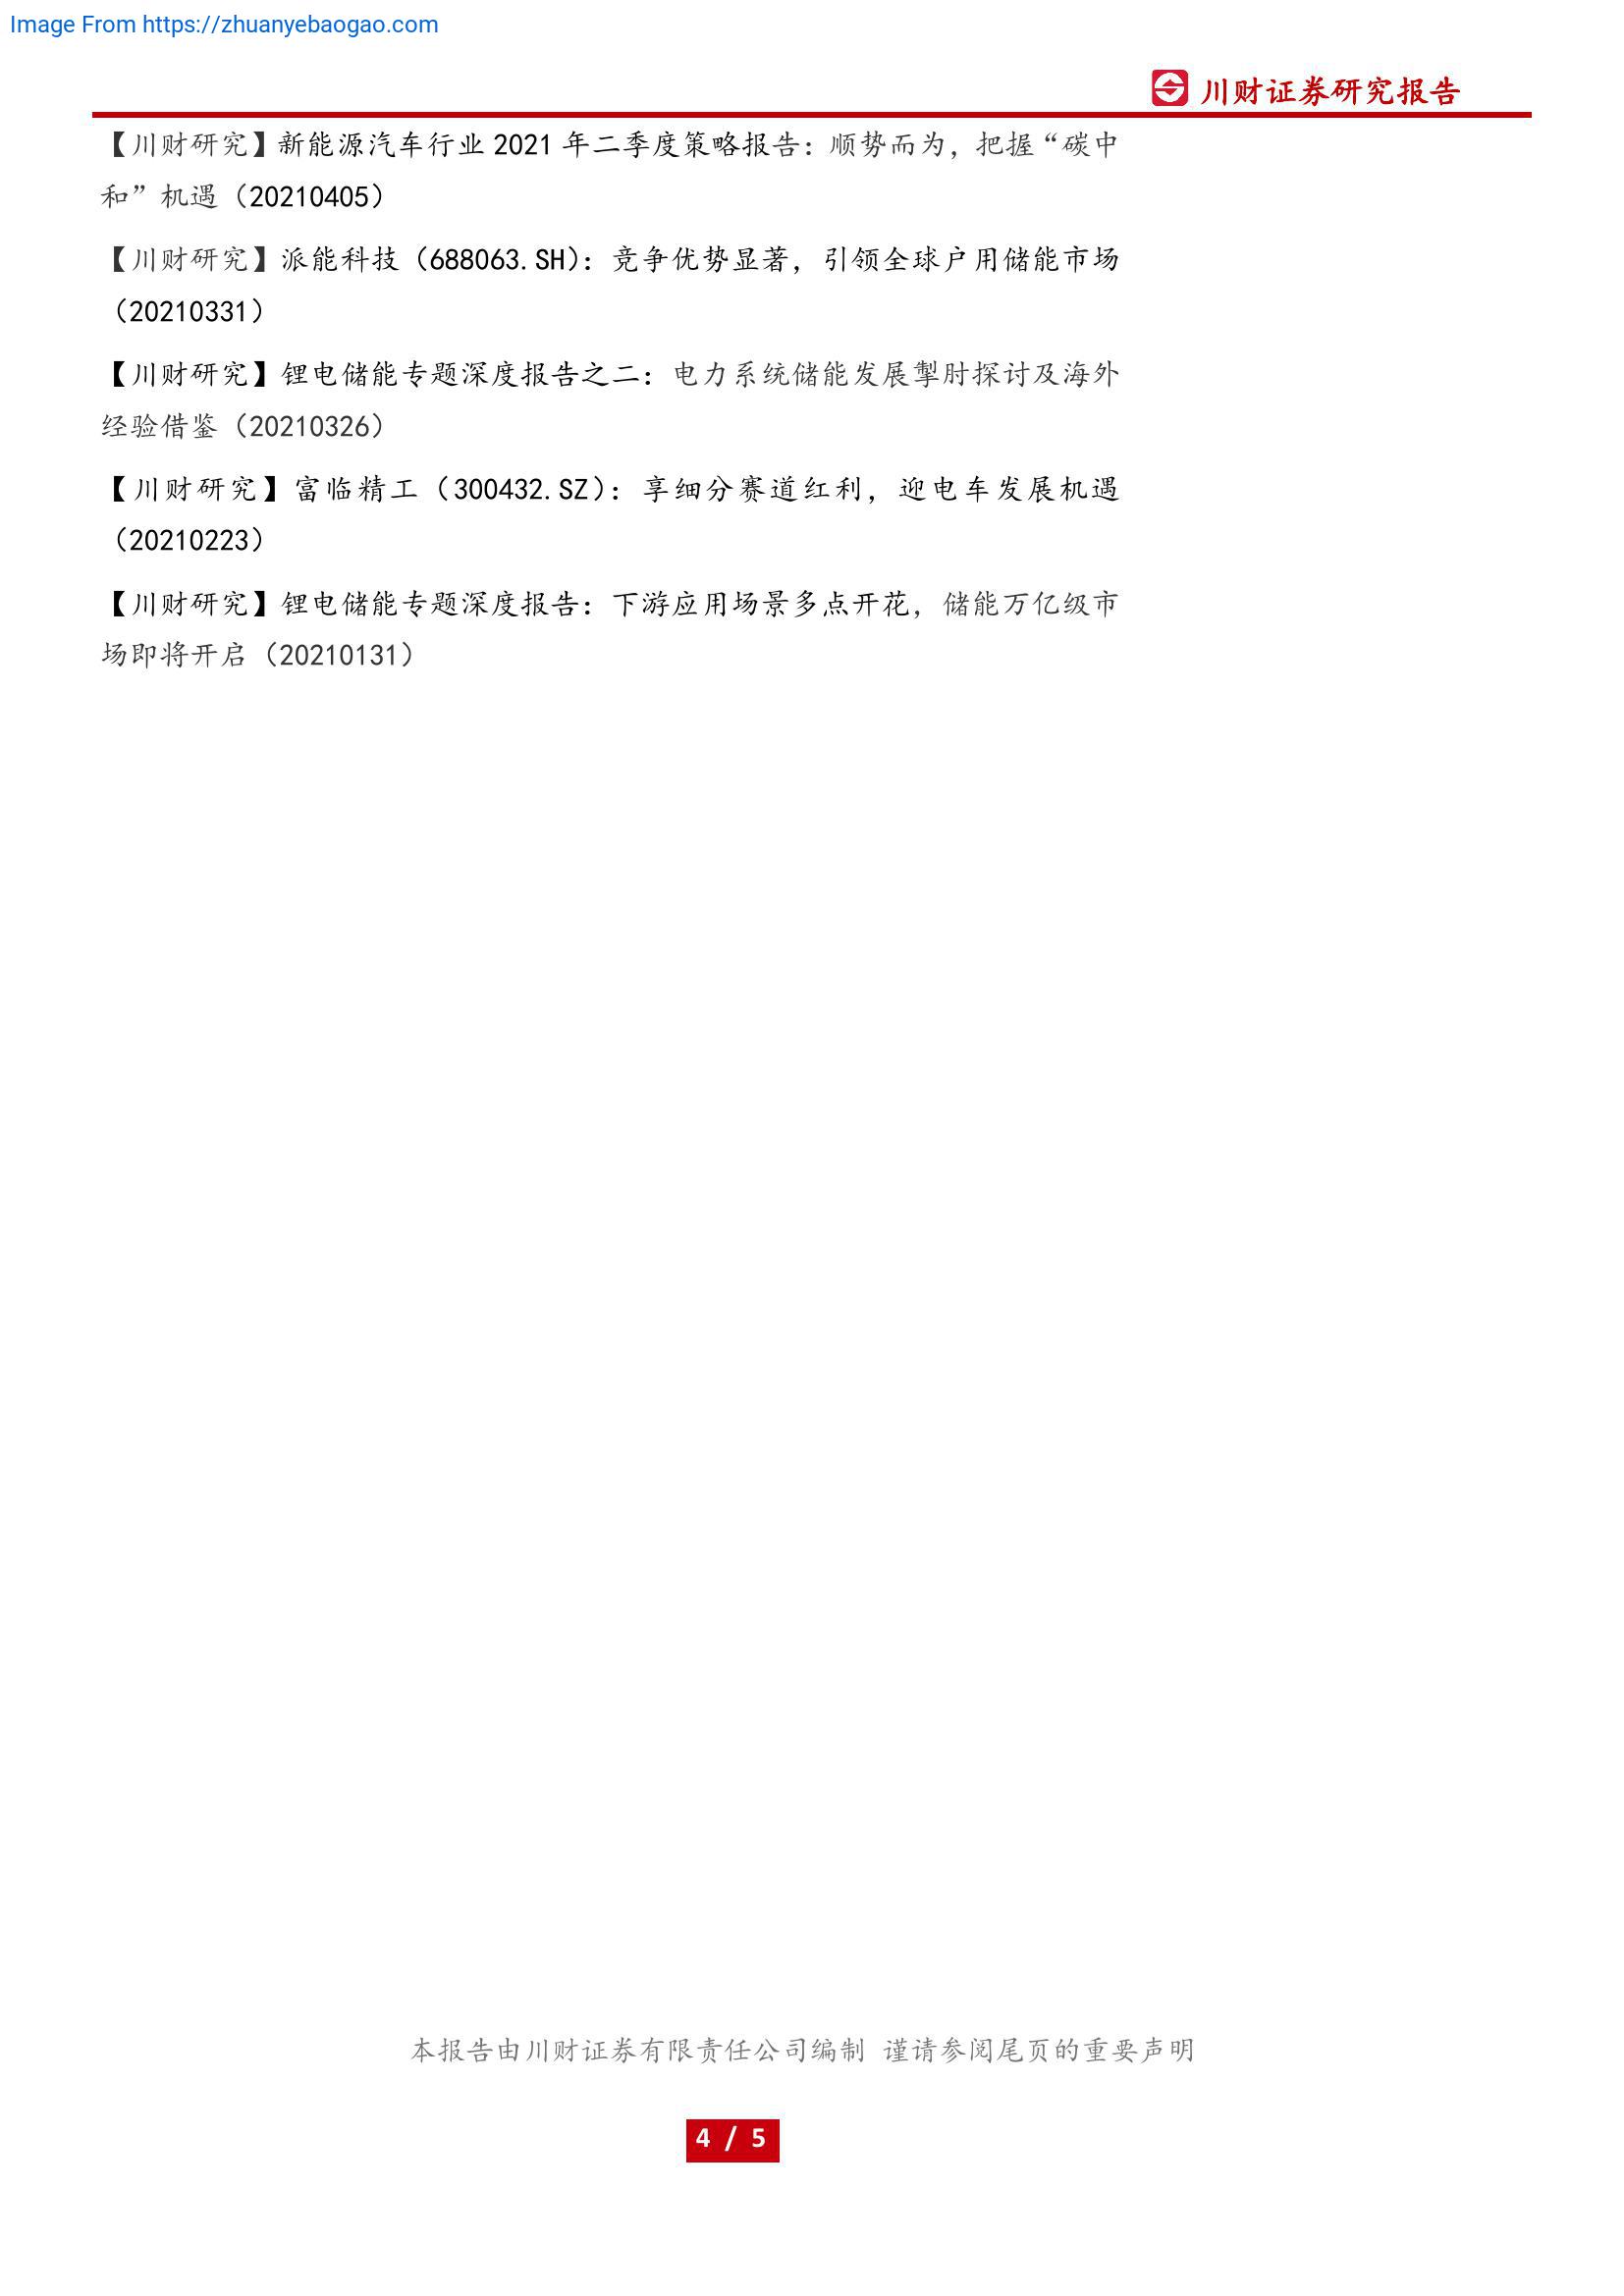 Image From https://zhuanyebaogao.com
川财证券研究报告
【川财研究】新能源汽车行业 2021 年二季度策略报告：顺势而为，把握“碳中
和”机遇（20210405）
【川财研究】派能科技（688063.SH）：竞争优势显著，引领全球户用储能市场
（20210331）
【川财研究】锂电储能专题深度报告之二：电力系统储能发展掣肘探讨及海外
经验借鉴（20210326）
【川财研究】富临精工（300432.SZ）：享细分赛道红利，迎电车发展机遇
（20210223）
【川财研究】锂电储能专题深度报告：下游应用场景多点开花，储能万亿级市
场即将开启（20210131）
本报告由川财证券有限责任公司编制 谨请参阅尾页的重要声明
4 / 5